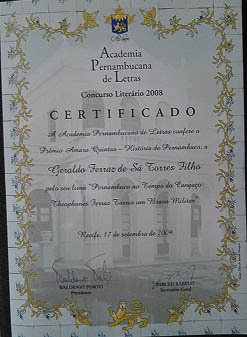 Academia
Pernambucana
de Letras
Concurso Literário 2008
CERTIFICADO
A Academia Pernambucana de Letras confere o
Prêmio Amaro Quintas - História de Pernambuco, a
Geraldo Ferraz de Sá Torres Filho
pelo seu livro "Pernambuco no Tempo do Cangaço:
Theophanes Ferraz Torres um Bravo Militar"
Recife, 17 de setembro de 2009
WALDENIO PORTO
Presidente
Secretário Geral